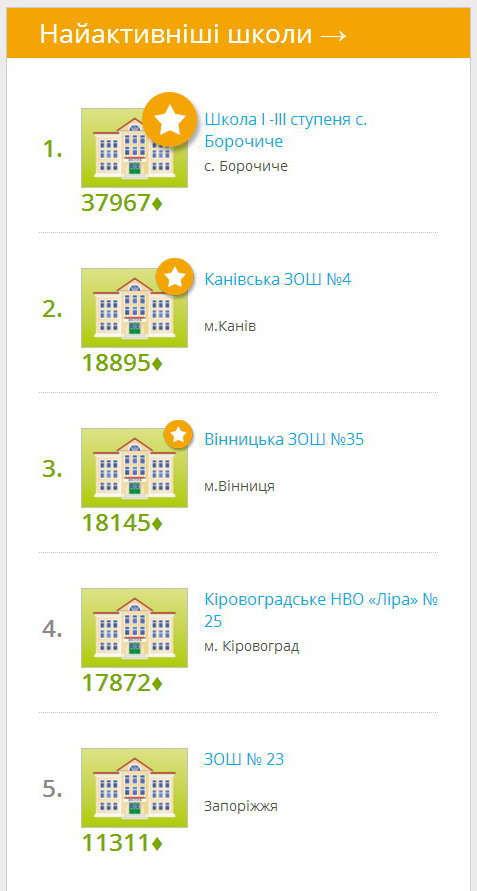 Найактивніші школи →
1.
Школа І -ІІІ ступеня с.
Борочиче
с. Борочиче
37967♦
2.
Канівська ЗОШ №4
м.Канів
18895♦
3.
Вінницька ЗОШ №35
м.Вінниця
18145♦
4.
Кіровоградське НВО «Ліра» №
25
м. Кіровоград
17872♦
5.
ЗОШ № 23
Запоріжжя
11311♦